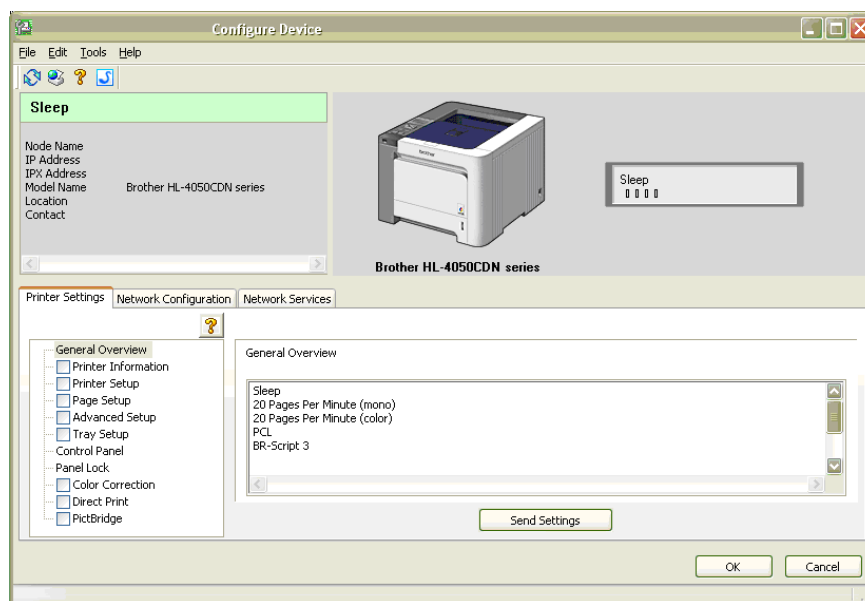 Configure Device
File Edit Tools Help
Sleep
Node Name
IP Address
IPX Address
Model Name Brother HL-4050CDN series
Location
Contact
brother
Brother HL-4050CDN series
Sleep
Printer Settings Network Configuration Network Services
General Overview
Printer Information
Printer Setup
Page Setup
Advanced Setup
Tray Setup
Control Panel
Panel Lock
Color Correction
Direct Print
PictBridge
General Overview
Sleep
20 Pages Per Minute (mono)
20 Pages Per Minute (color)
PCL
BR-Script 3
Send Settings
OK Cancel